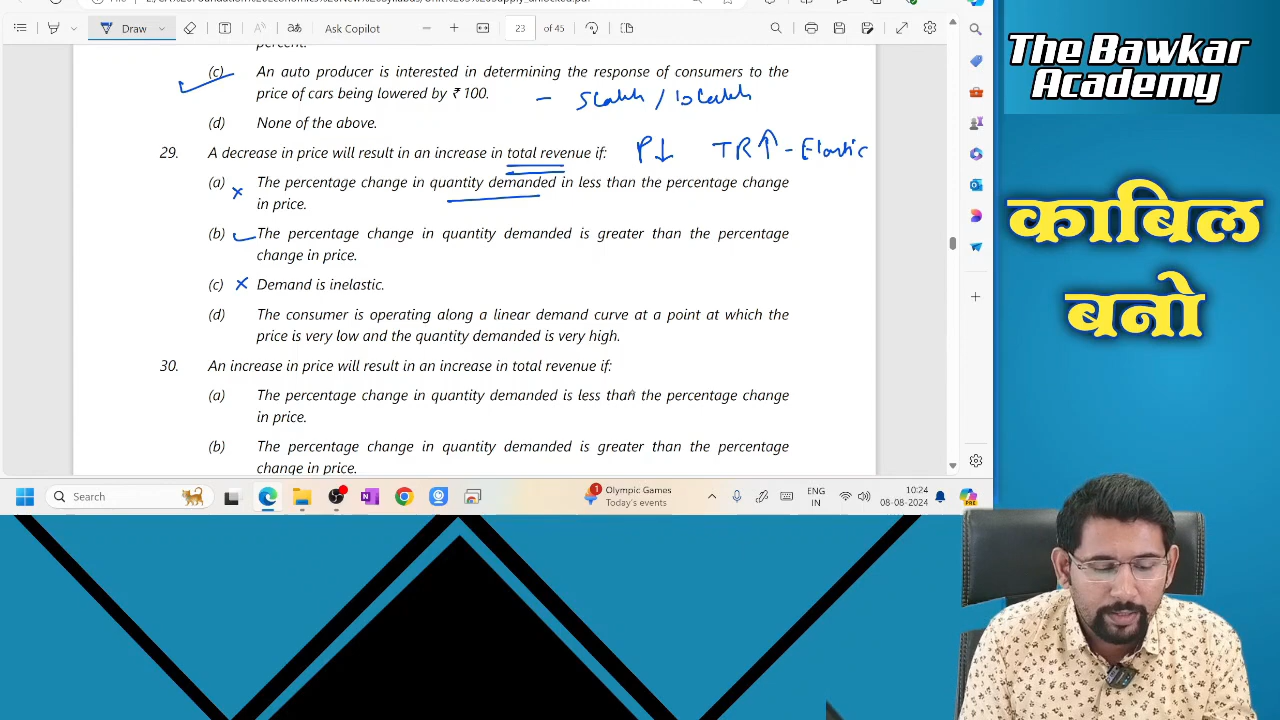 Draw
Ask Copilot
23
of 45
percent.
(c) An auto producer is interested in determining the response of consumers to the
price of cars being lowered by ₹ 100. - 5 lakh / 10 lakh
(d) None of the above.
29. A decrease in price will result in an increase in total revenue if: P↓ TR↑ - Elastic
(a) The percentage change in quantity demanded in less than the percentage change
in price.
(b) The percentage change in quantity demanded is greater than the percentage
change in price.
(c) Demand is inelastic.
(d) The consumer is operating along a linear demand curve at a point at which the
price is very low and the quantity demanded is very high.
30. An increase in price will result in an increase in total revenue if:
(a) The percentage change in quantity demanded is less than the percentage change
in price.
(b) The percentage change in quantity demanded is greater than the percentage
change in price.
The Bawkar
Academy
काबिल
बनो
Search
1
Olympic Games
Today's events
ENG
IN
10:24
08-08-2024
PRE